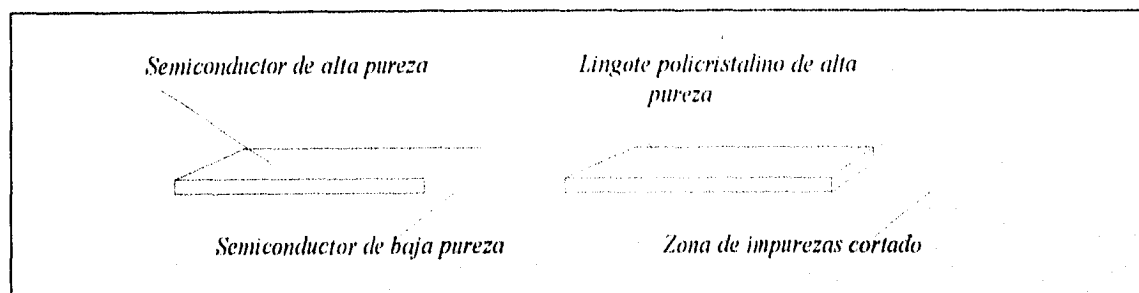 Semiconductor de alta pureza
Lingote policristalino de alta
pureza
Semiconductor de baja pureza
Zona de impurezas cortado